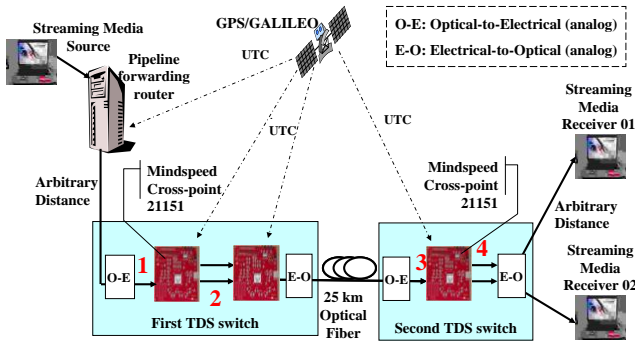 Streaming Media
Source
GPS/GALILEO
O-E: Optical-to-Electrical (analog)
E-O: Electrical-to-Optical (analog)
Pipeline
forwarding
router
UTC
UTC
UTC
Streaming
Media
Receiver 01
Mindspeed
Cross-point
21151
Mindspeed
Cross-point
21151
Arbitrary
Distance
Arbitrary
Distance
O-E
1
2
E-O
25 km
Optical
Fiber
O-E
3
4
E-O
First TDS switch
Second TDS switch
Streaming
Media
Receiver 02